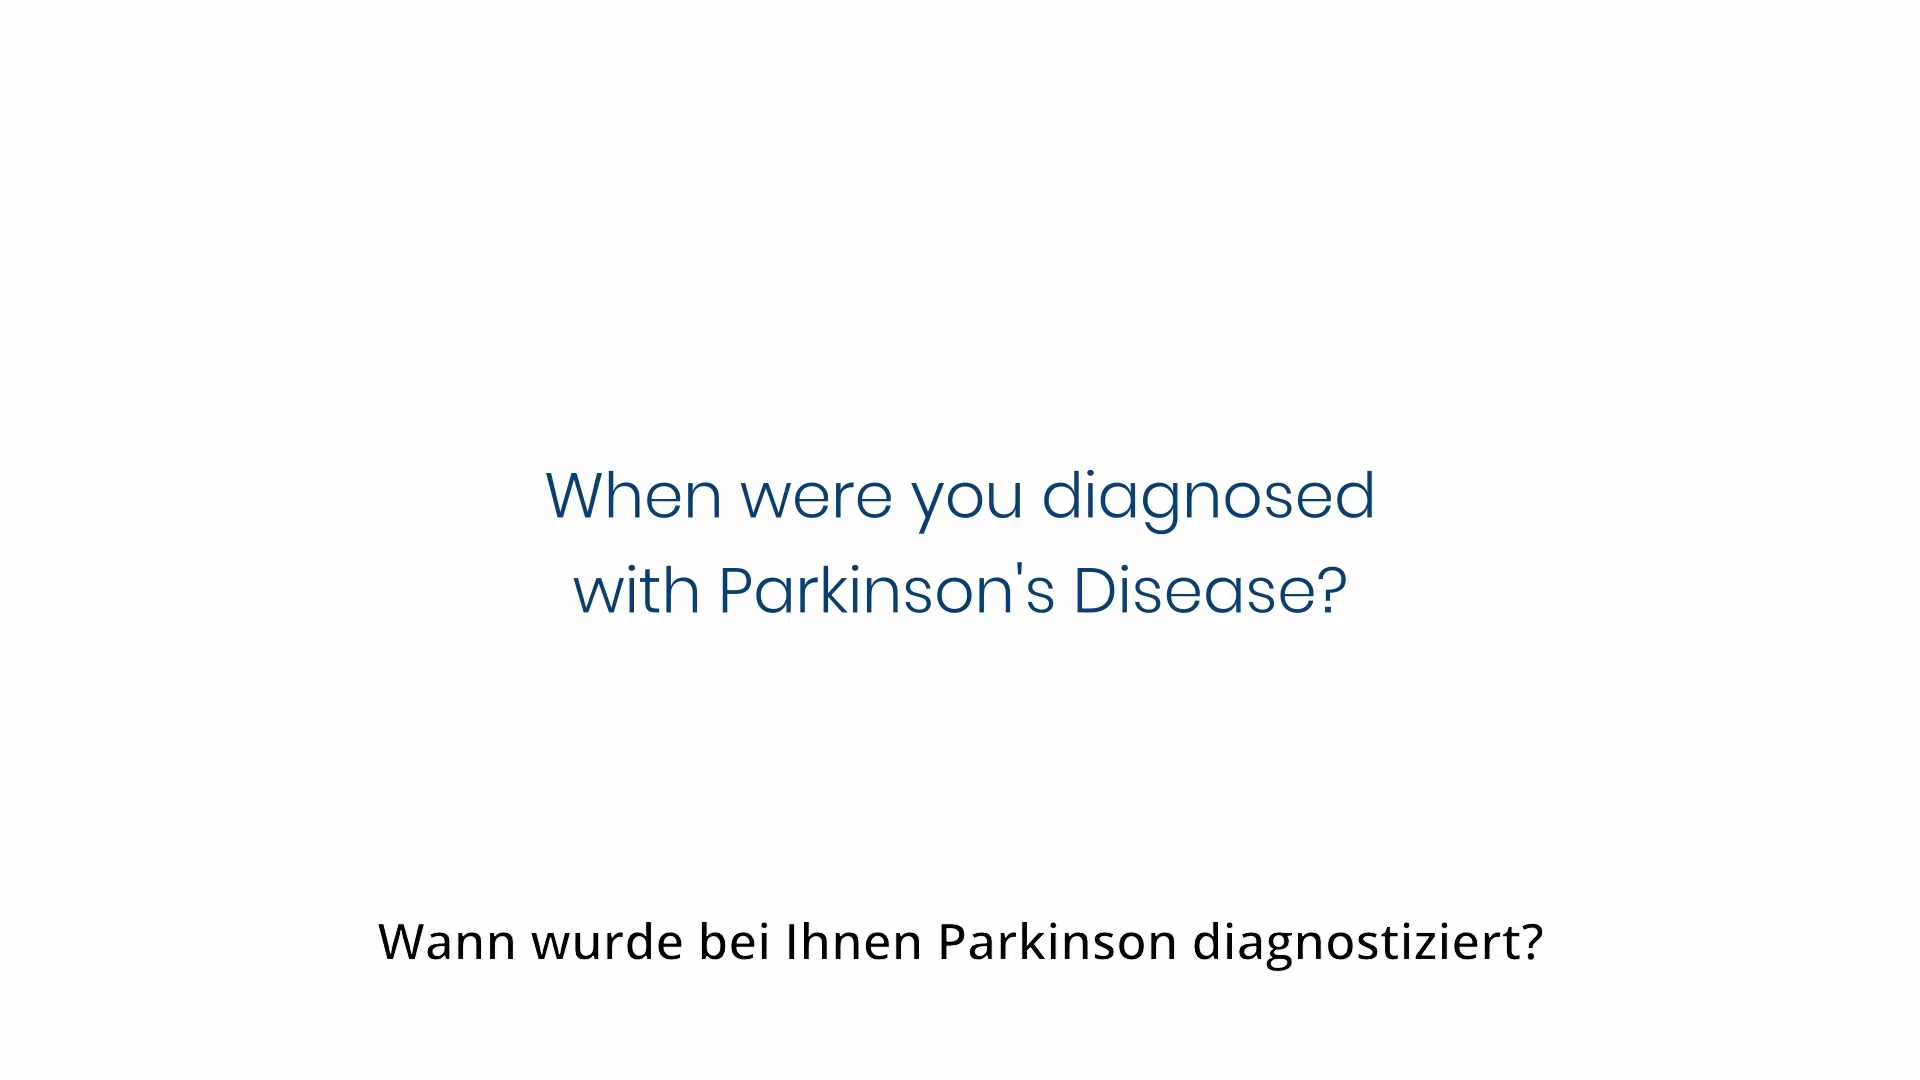 When were you diagnosed
with Parkinson's Disease?
Wann wurde bei Ihnen Parkinson diagnostiziert?